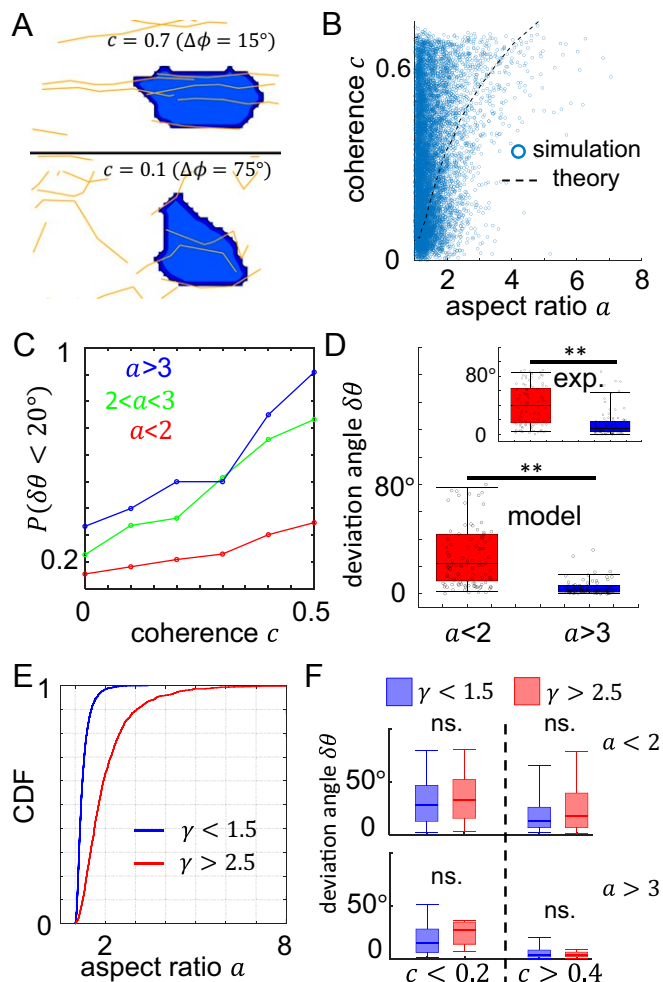 A
c = 0.7 (Δϕ = 15°)
c = 0.1 (Δϕ = 75°)
B
coherence c
0.6
0
simulation
theory
2 4 6 8
aspect ratio a
C
1
a>3
2<a<3
a<2
P(δθ < 20°)
0.2
0 0.5
coherence c
D
**
80°
exp.
0
deviation angle δθ
80°
**
model
0
a<2 a>3
E
1
CDF
γ < 1.5
γ > 2.5
0
2 8
aspect ratio a
F
γ < 1.5 γ > 2.5
deviation angle δθ
ns. ns.
a < 2
50°
0
ns. ns.
a > 3
50°
0
c < 0.2 c > 0.4